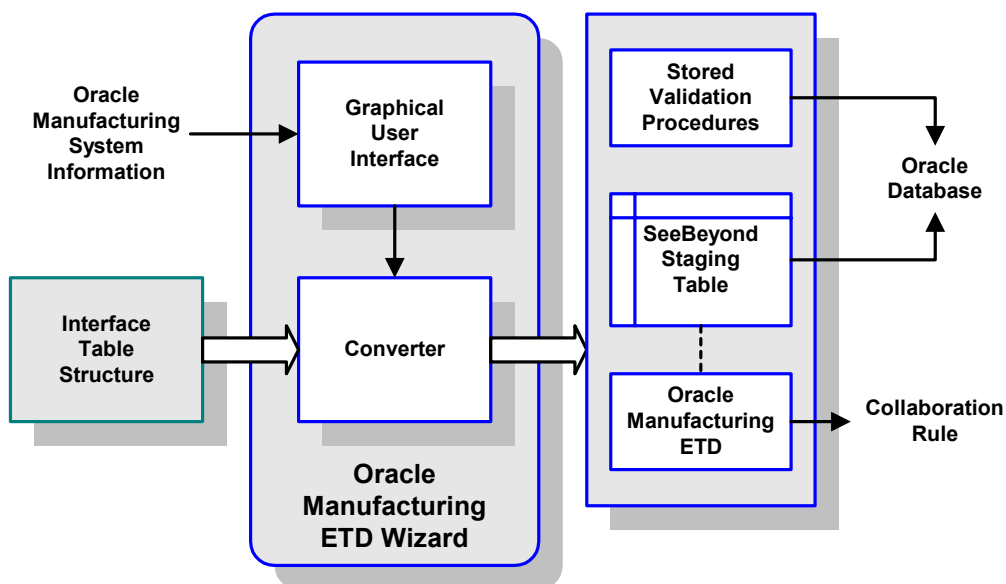 Oracle
Manufacturing
System
Information
Graphical
User
Interface
Interface
Table
Structure
Converter
Oracle
Manufacturing
ETD Wizard
Stored
Validation
Procedures
SeeBeyond
Staging
Table
Oracle
Manufacturing
ETD
Oracle
Database
Collaboration
Rule